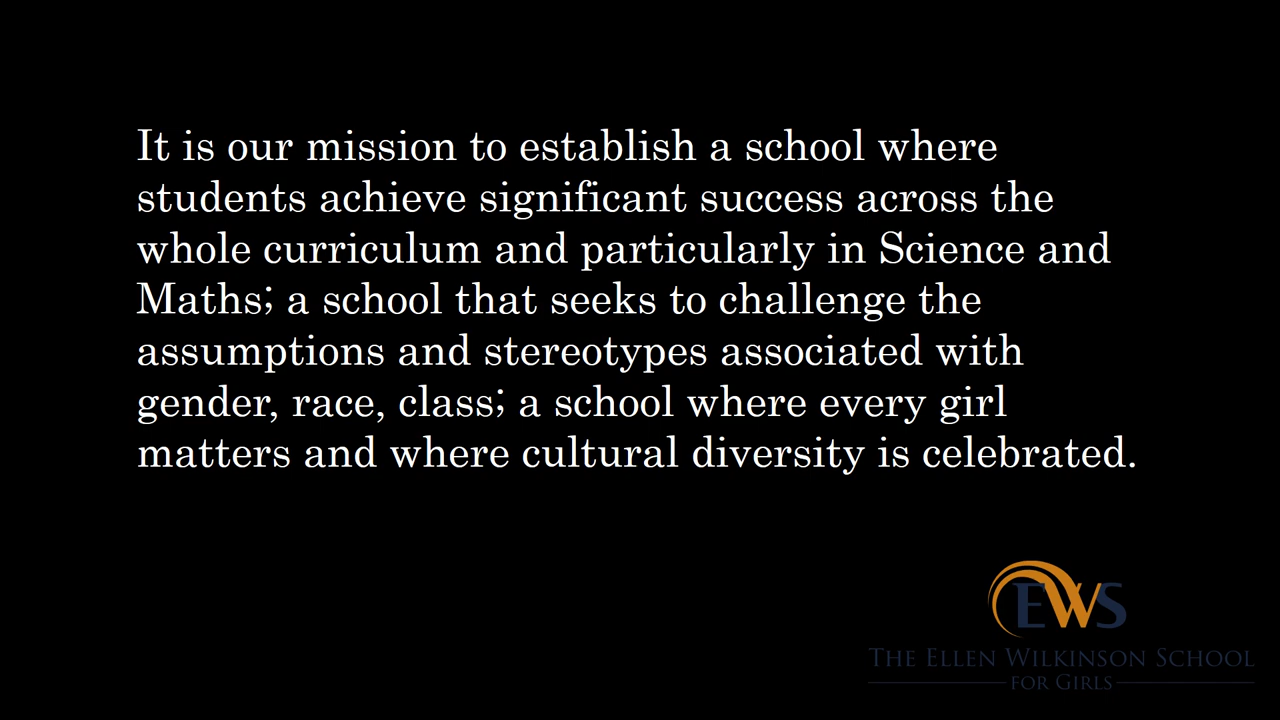 It is our mission to establish a school where
students achieve significant success across the
whole curriculum and particularly in Science and
Maths; a school that seeks to challenge the
assumptions and stereotypes associated with
gender, race, class; a school where every girl
matters and where cultural diversity is celebrated.
EWS
THE ELLEN WILKINSON SCHOOL
FOR GIRLS